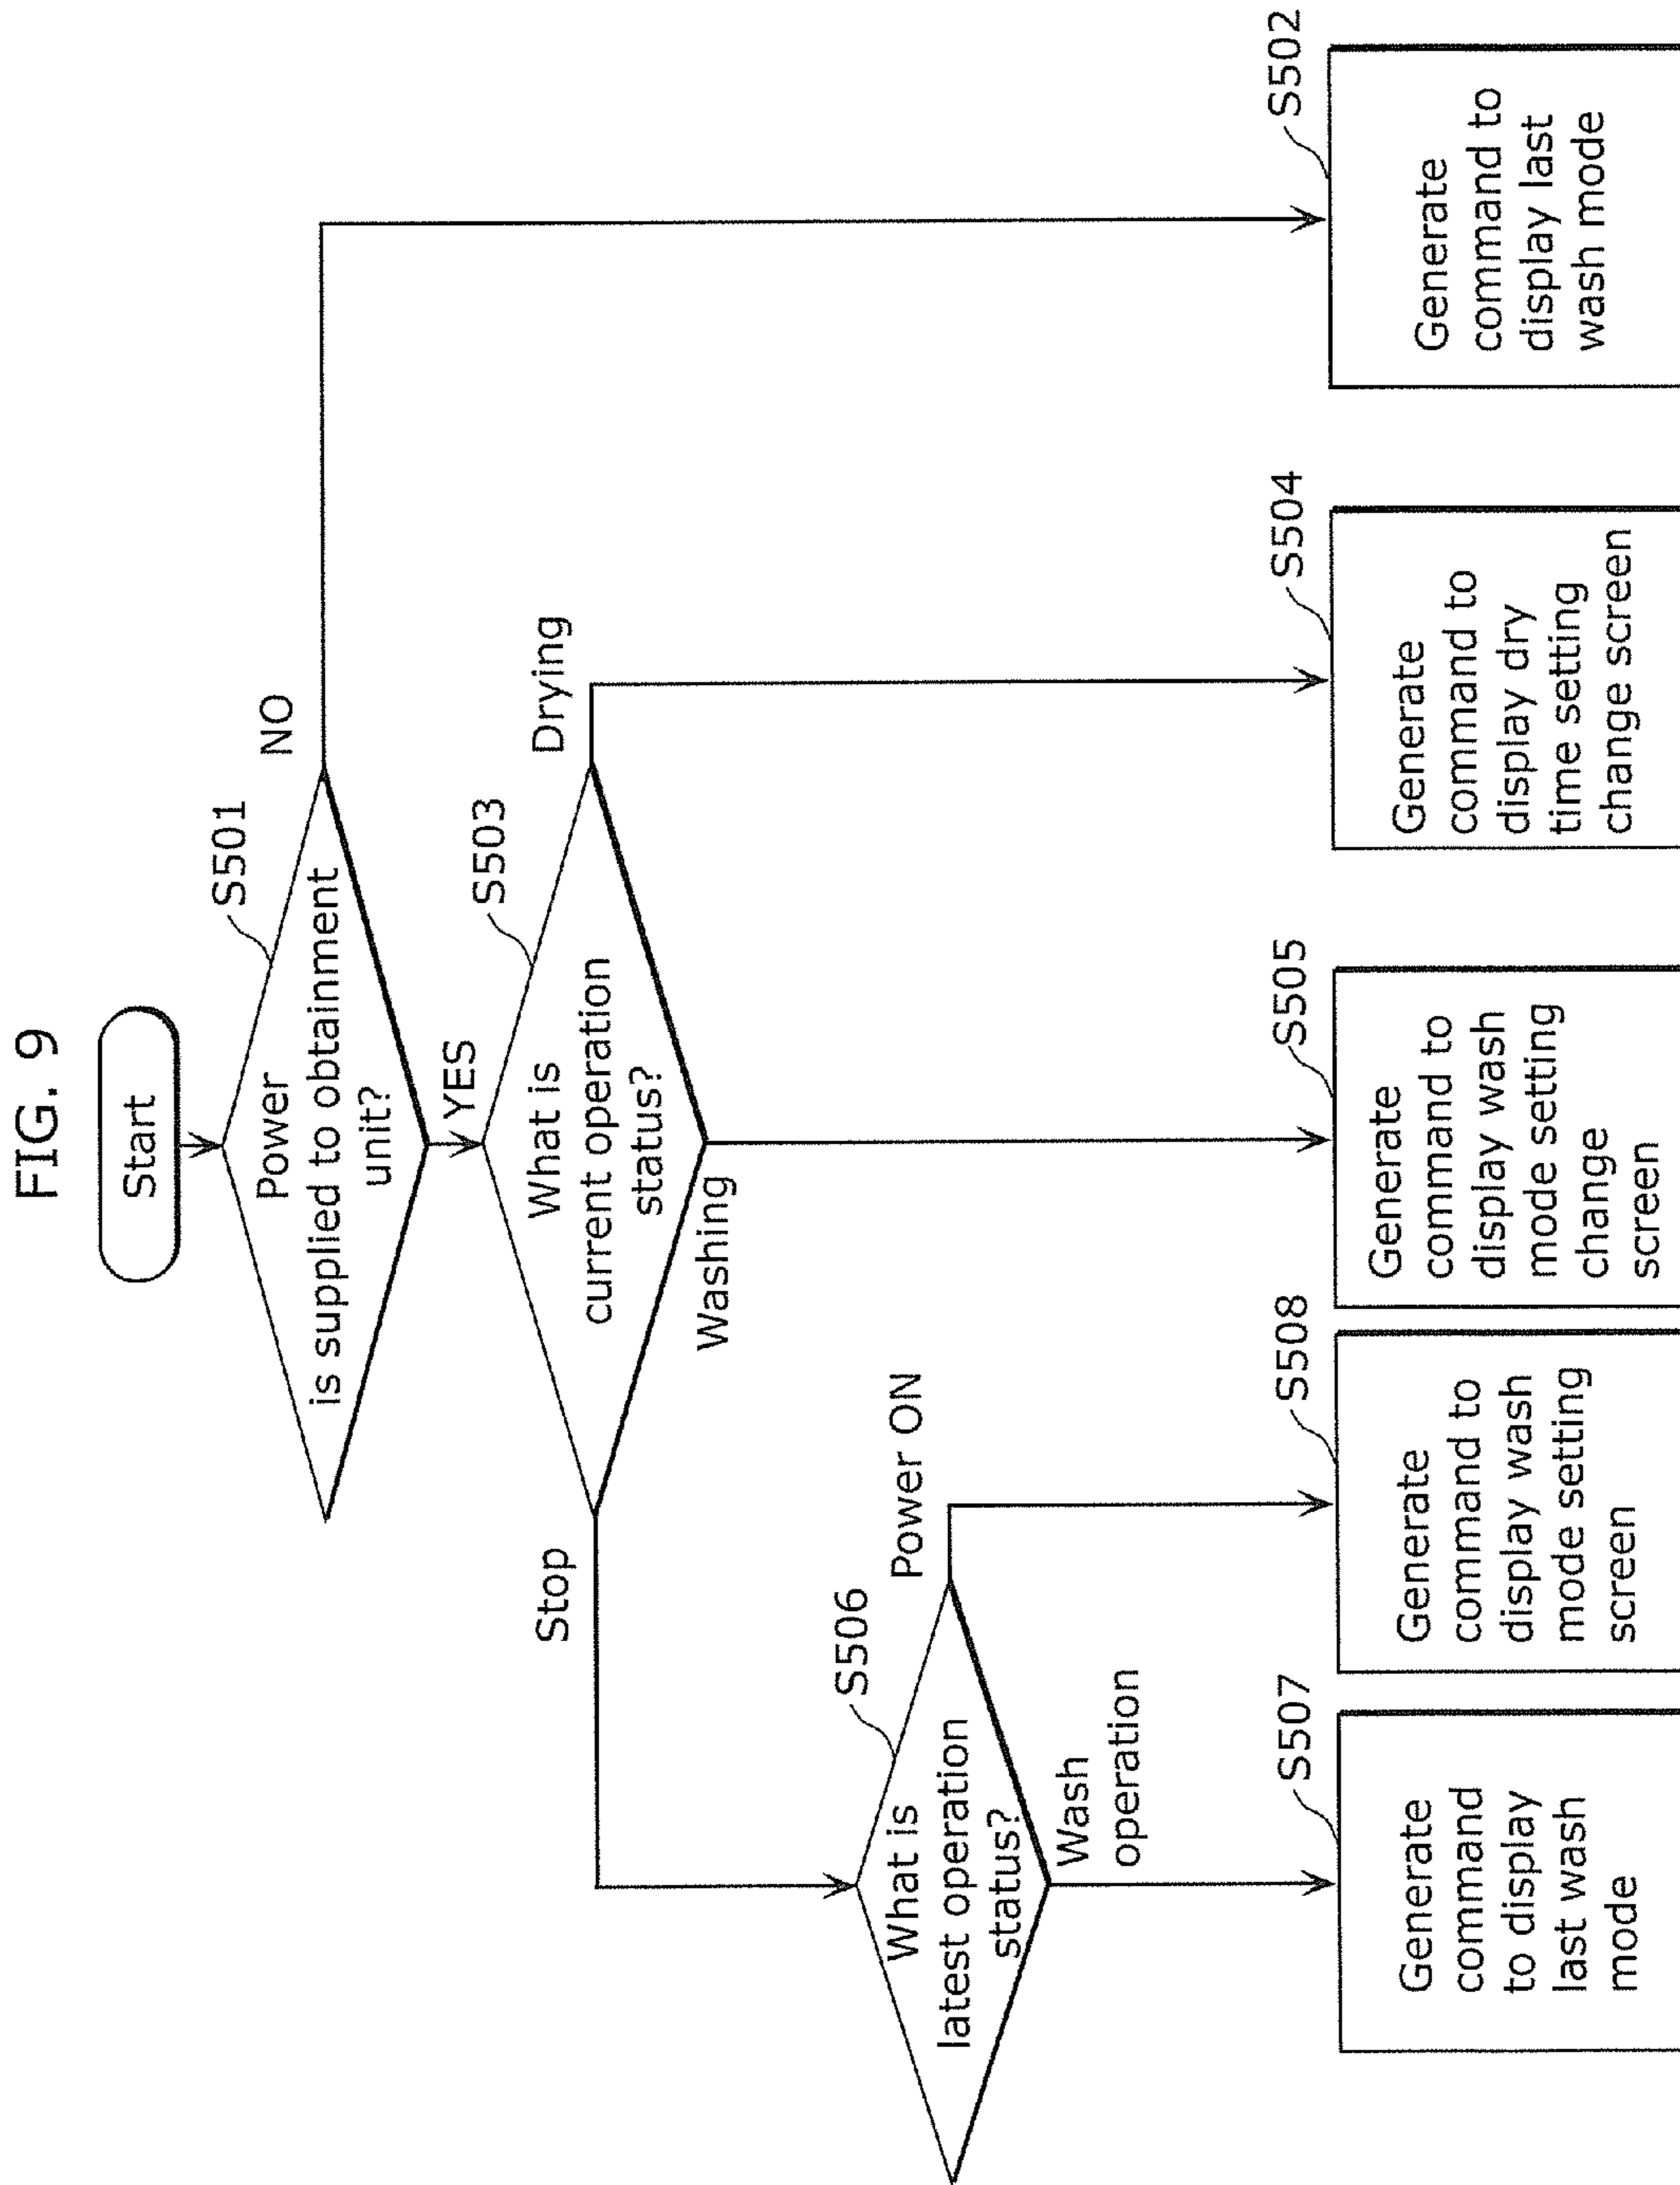 FIG. 9
Start
S501
Power
is supplied to obtainment
unit?
NO
YES
S503
What is
current operation
status?
Stop
Washing
Drying
S506
What is
latest operation
status?
Power ON
Wash
operation
S507
Generate
command
to display
last wash
mode
S508
Generate
command to
display wash
mode setting
screen
S505
Generate
command to
display wash
mode setting
change
screen
S504
Generate
command to
display dry
time setting
change screen
S502
Generate
command to
display last
wash mode